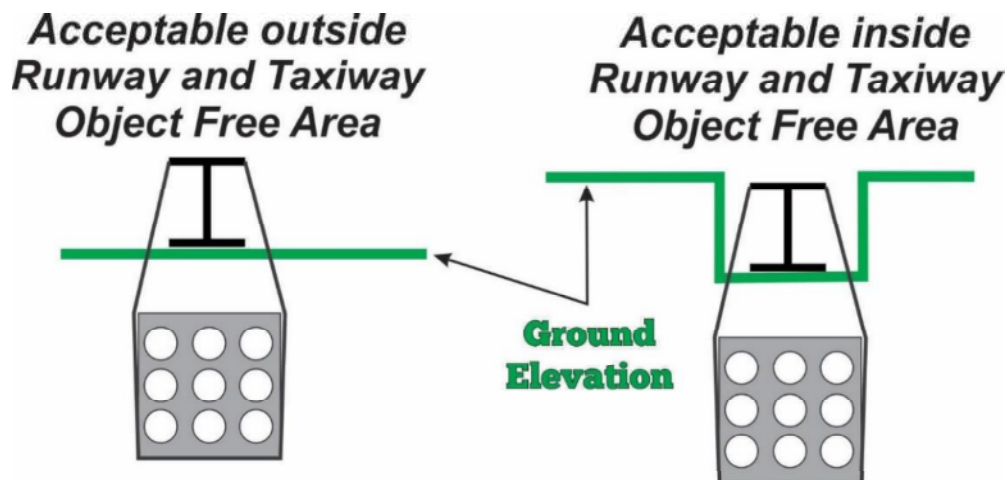 Acceptable outside
Runway and Taxiway
Object Free Area
Acceptable inside
Runway and Taxiway
Object Free Area
Ground
Elevation